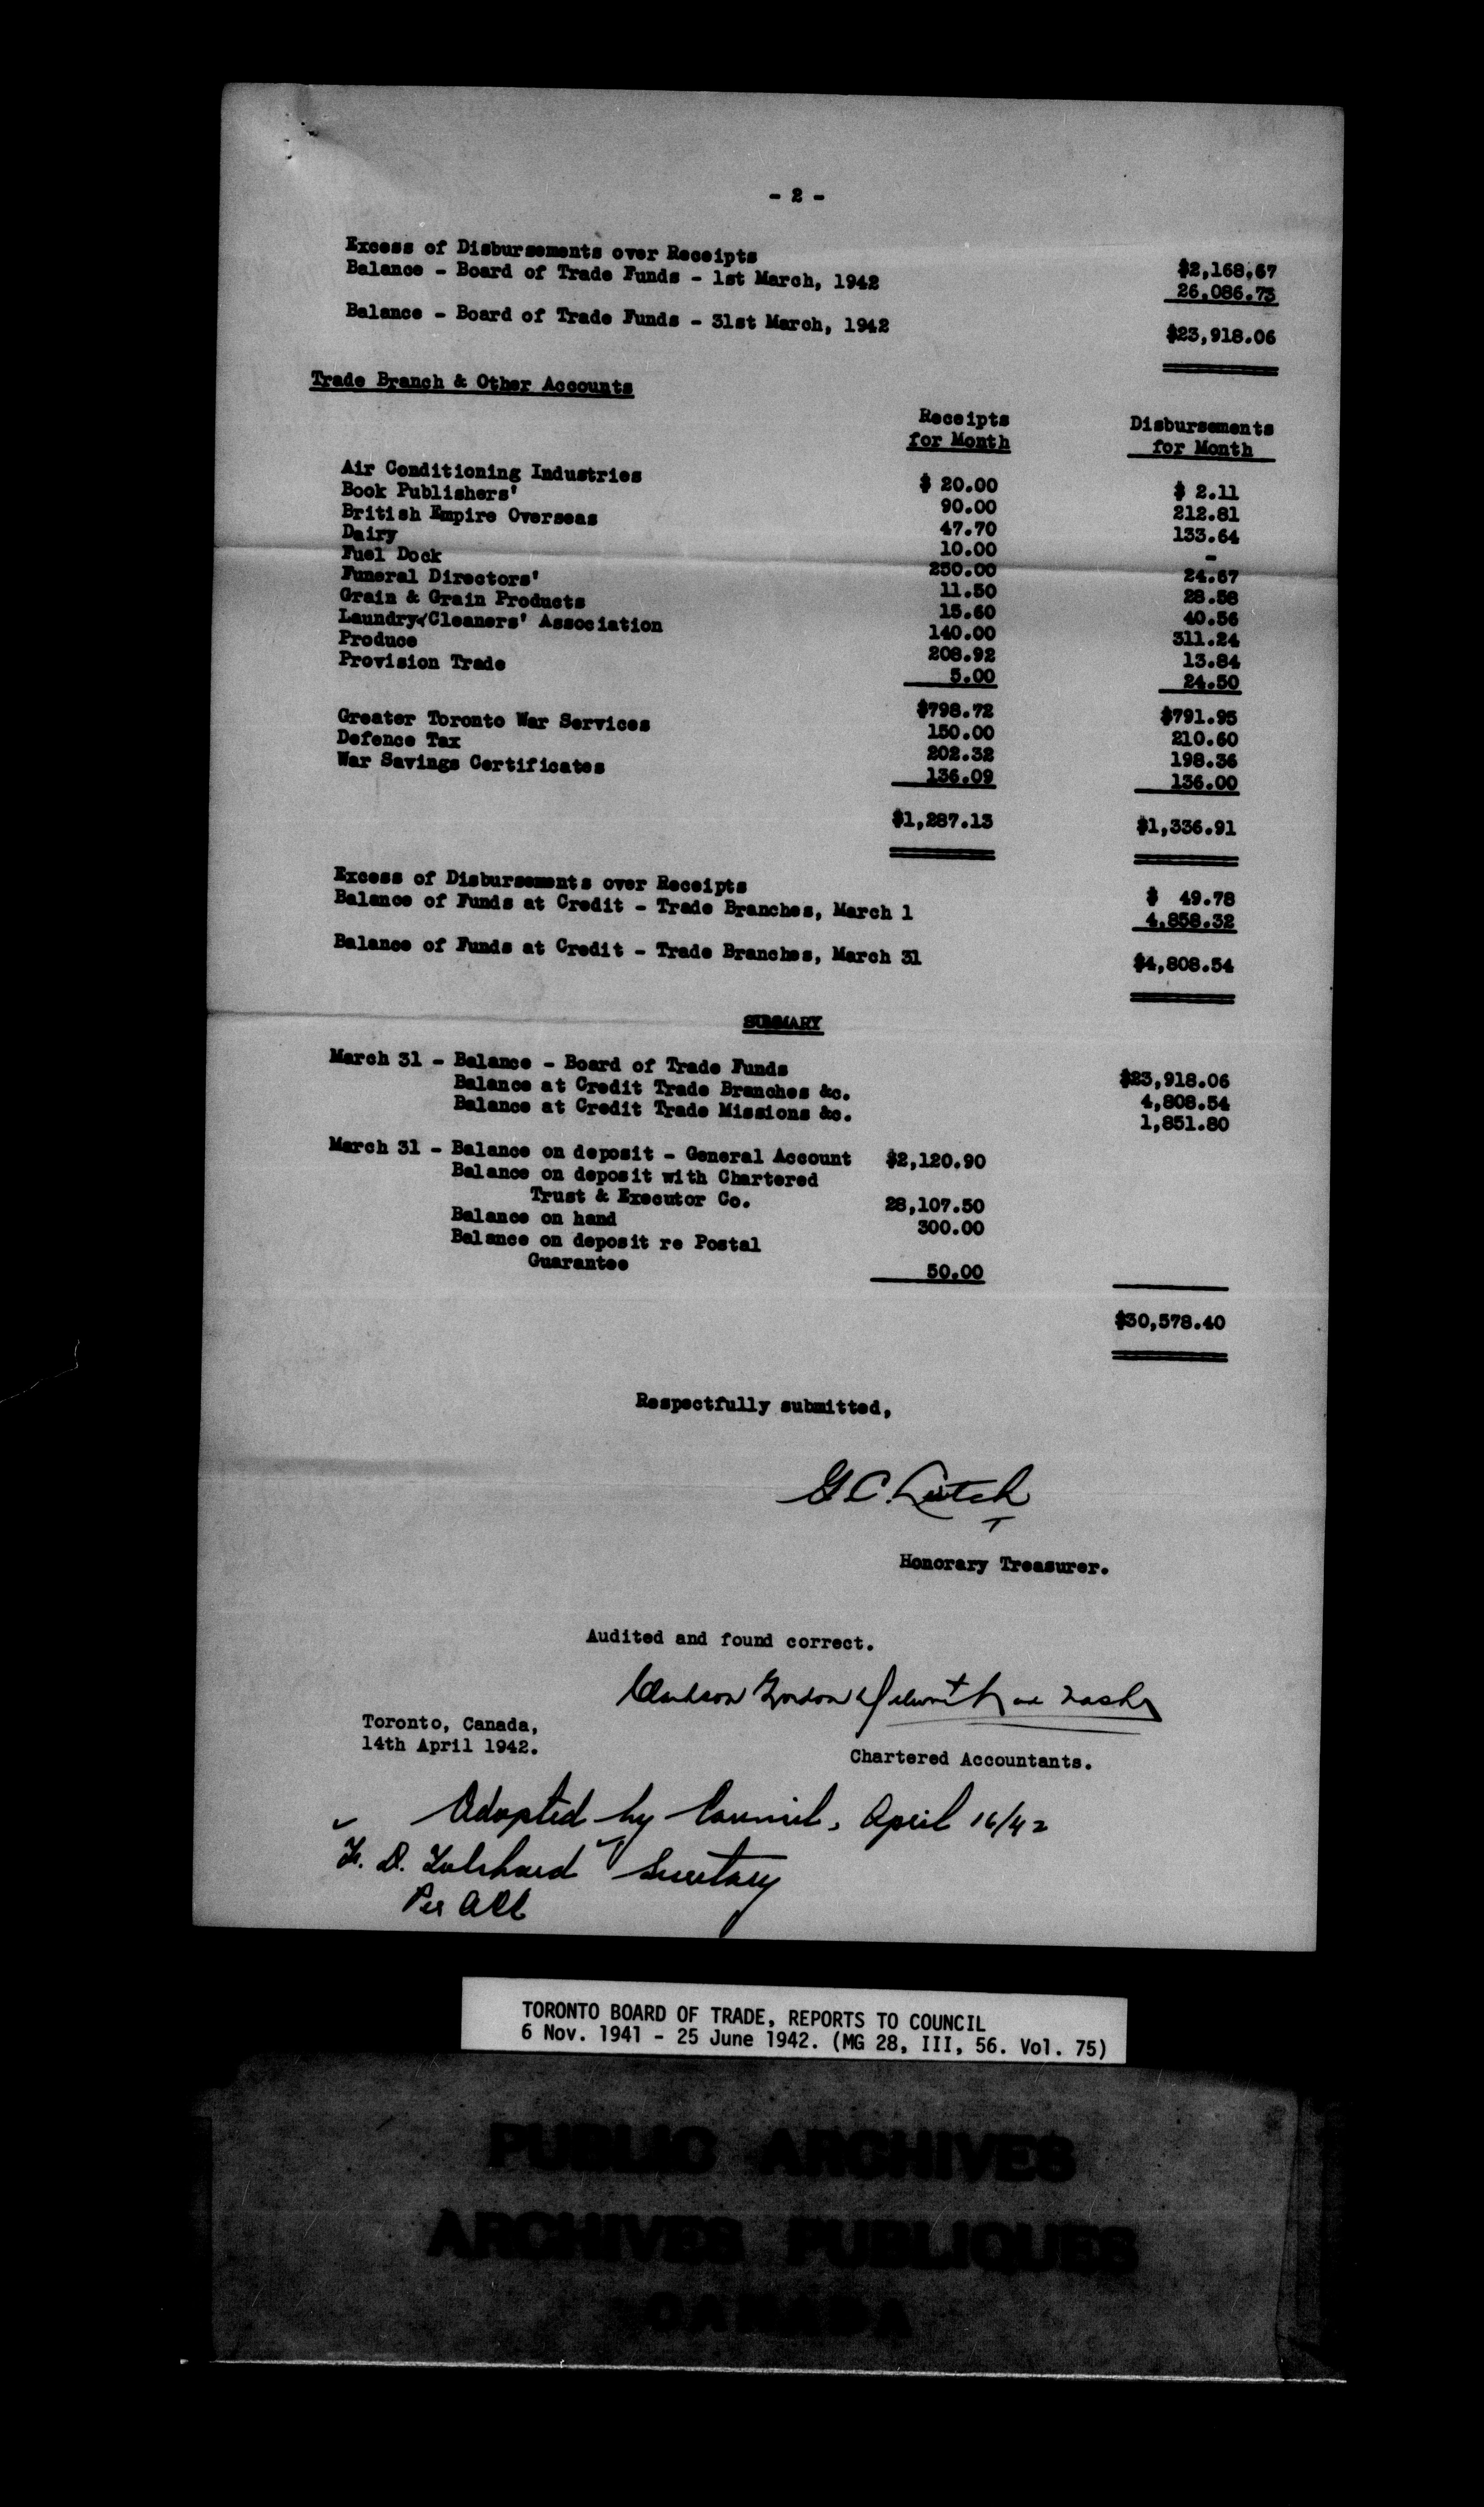 - 2 -
Excess of Disbursements over Receipts $2,168.67
Balance - Board of Trade Funds - 1st March, 1942 26,086.73
Balance - Board of Trade Funds - 31st March, 1942 $23,918.06
Trade Branch & Other Accounts
Receipts Disbursements
for Month for Month
Air Conditioning Industries $ 20.00 $ 2.11
Book Publishers' 90.00 212.81
British Empire Overseas 47.70 133.64
Dairy 10.00 -
Fuel Dock 250.00 24.67
Funeral Directors' 11.50 28.58
Grain & Grain Products 15.60 40.56
Laundry Cleaners' Association 140.00 311.24
Produce 208.92 13.84
Provision Trade 5.00 24.50
$798.72 $791.95
Greater Toronto War Services 150.00 210.60
Defence Tax 202.32 198.36
War Savings Certificates 136.09 136.00
$1,287.13 $1,336.91
Excess of Disbursements over Receipts $ 49.78
Balance of Funds at Credit - Trade Branches, March 1 4,858.32
Balance of Funds at Credit - Trade Branches, March 31 $4,808.54
SUMMARY
March 31 - Balance - Board of Trade Funds $23,918.06
Balance at Credit Trade Branches &c. 4,808.54
Balance at Credit Trade Missions &c. 1,851.80
March 31 - Balance on deposit - General Account $2,120.90
Balance on deposit with Chartered
Trust & Executor Co. 28,107.50
Balance on hand 300.00
Balance on deposit re Postal
Guarantee 50.00
$30,578.40
Respectfully submitted,
G C
Honorary Treasurer.
Audited and found correct.
Clarkson Gordon Dilworth and Nash
Toronto, Canada,
14th April 1942.
Chartered Accountants.
Adopted by Council, April 16/42
F. D. Tolchard Secretary
Per
TORONTO BOARD OF TRADE, REPORTS TO COUNCIL
6 Nov. 1941 - 25 June 1942. (MG 28, III, 56. Vol. 75)
PUBLIC ARCHIVES
ARCHIVES PUBLIQUES
CANADA